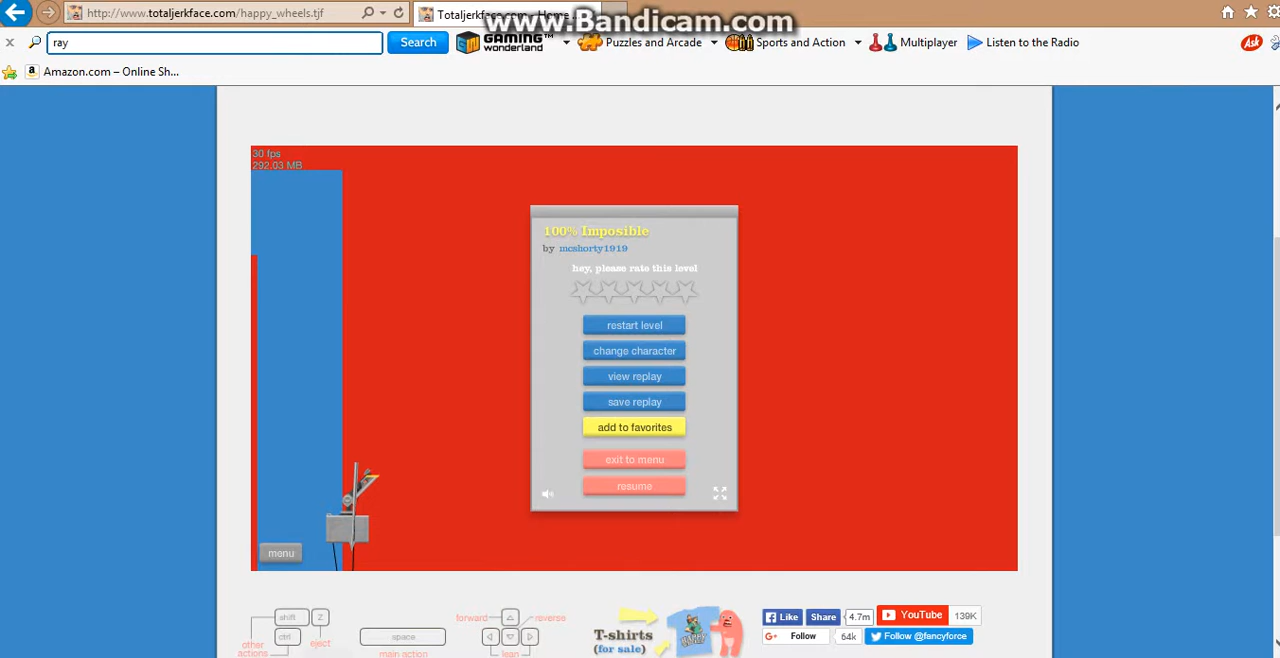 http://www.totaljerkface.com/happy_wheels.tjf
Totaljerkface.com - Home
www.Bandicam.com
ray
Search
GAMING wonderland™
Puzzles and Arcade
Sports and Action
Multiplayer
Listen to the Radio
Ask
a Amazon.com – Online Sh...
30 fps
292.03 MB
100% Imposible
by mcshorty1919
hey, please rate this level
restart level
change character
view replay
save replay
add to favorites
exit to menu
resume
menu
shift
Z
ctrl
eject
other actions
space
main action
forward
reverse
lean
T-shirts
(for sale)
Like
Share
4.7m
YouTube
139K
G+ Follow
64k
Follow @fancyforce